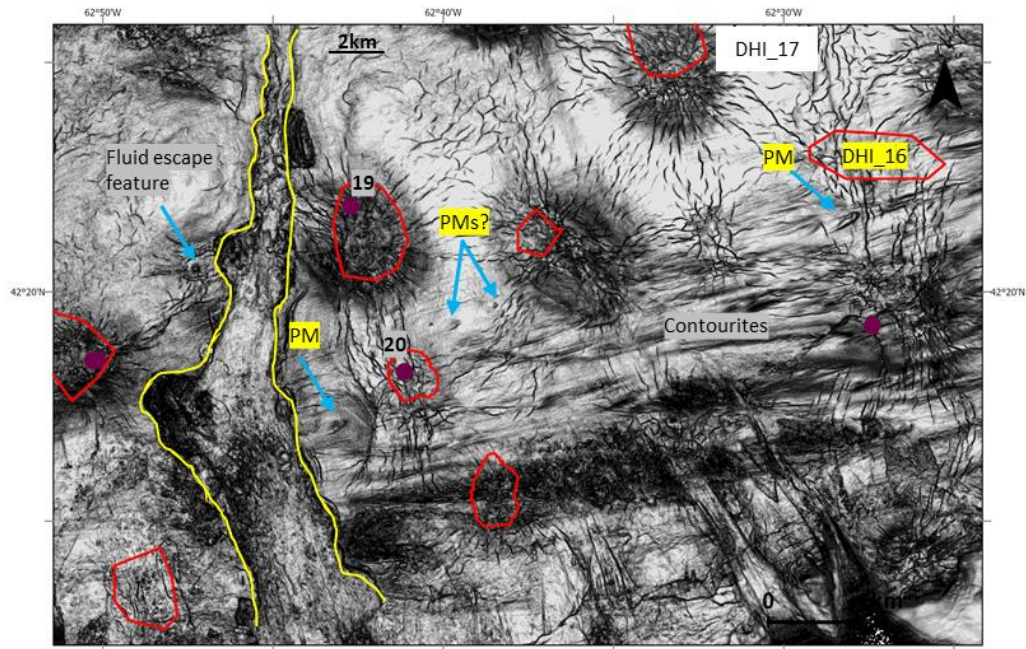 62°50'W
62°40'W
62°30'W
2km
DHI_17
Fluid escape
feature
PM
DHI_16
19
PMs?
42°20'N
42°20'N
Contourites
PM
20
0